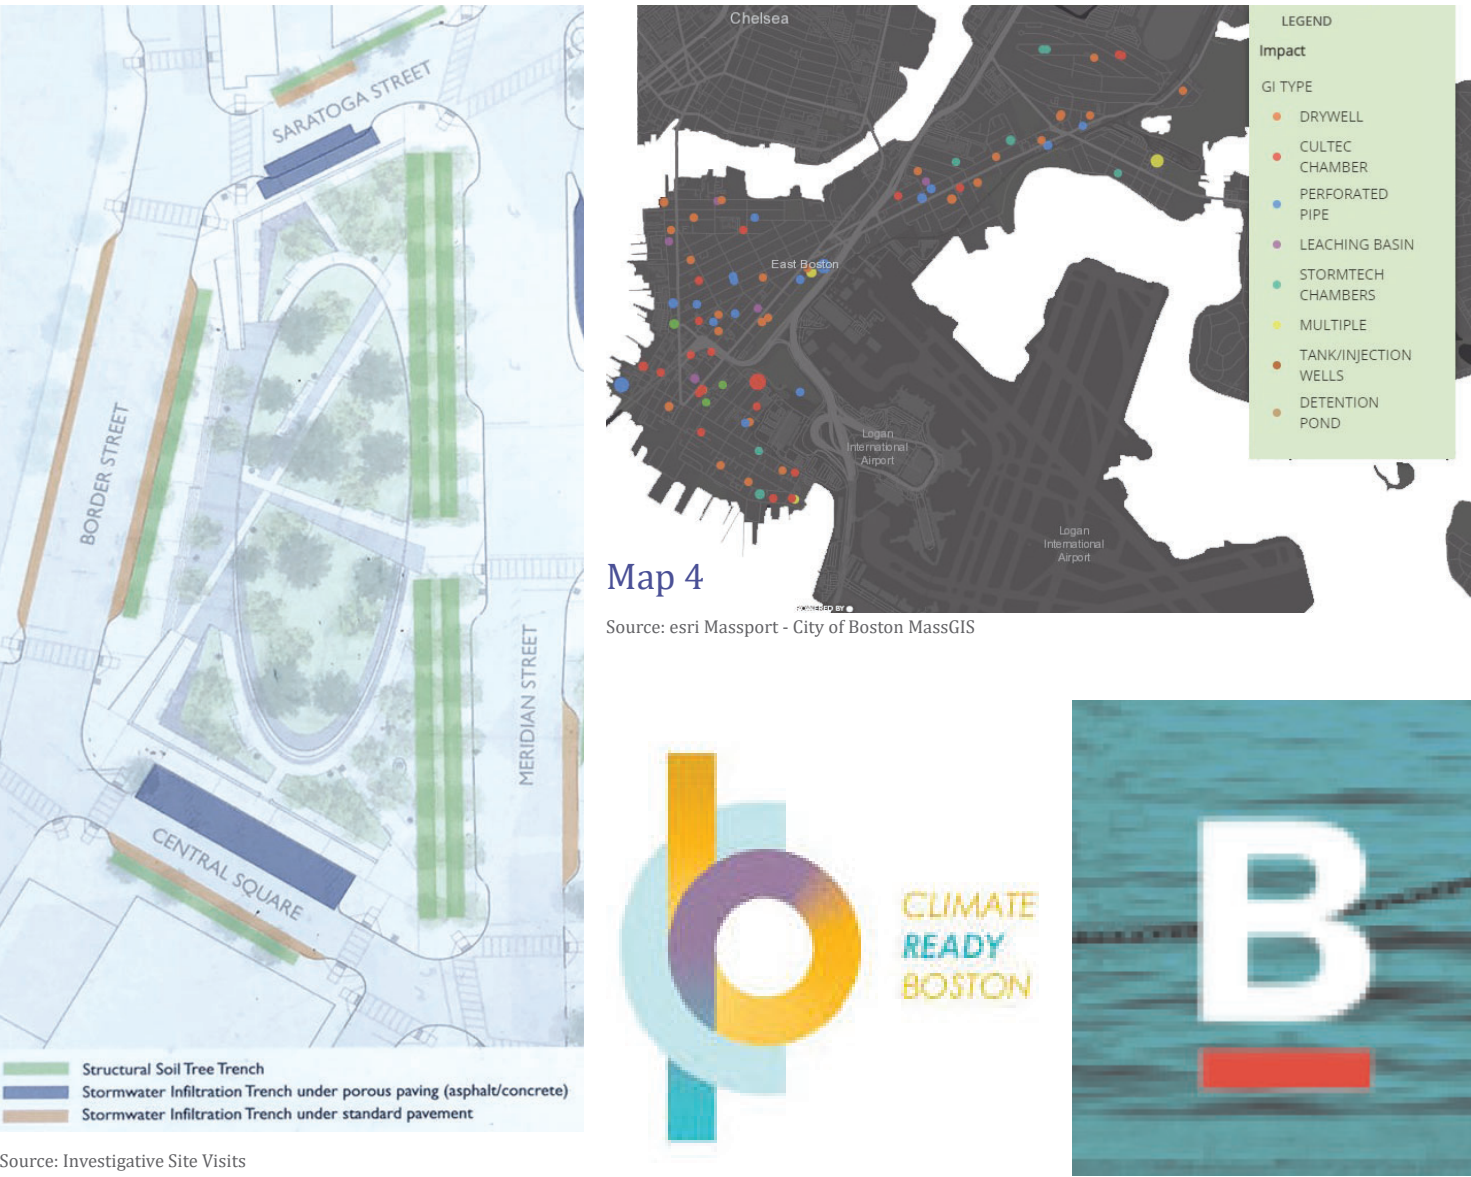 SARATOGA STREET
BORDER STREET
MERIDIAN STREET
CENTRAL SQUARE
Structural Soil Tree Trench
Stormwater Infiltration Trench under porous paving (asphalt/concrete)
Stormwater Infiltration Trench under standard pavement
Source: Investigative Site Visits
Chelsea
East Boston
Logan
International
Airport
Logan
International
Airport
LEGEND
Impact
GI TYPE
DRYWELL
CULTEC
CHAMBER
PERFORATED
PIPE
LEACHING BASIN
STORMTECH
CHAMBERS
MULTIPLE
TANK/INJECTION
WELLS
DETENTION
POND
Map 4
Source: esri Massport - City of Boston MassGIS
CLIMATE
READY
BOSTON
B